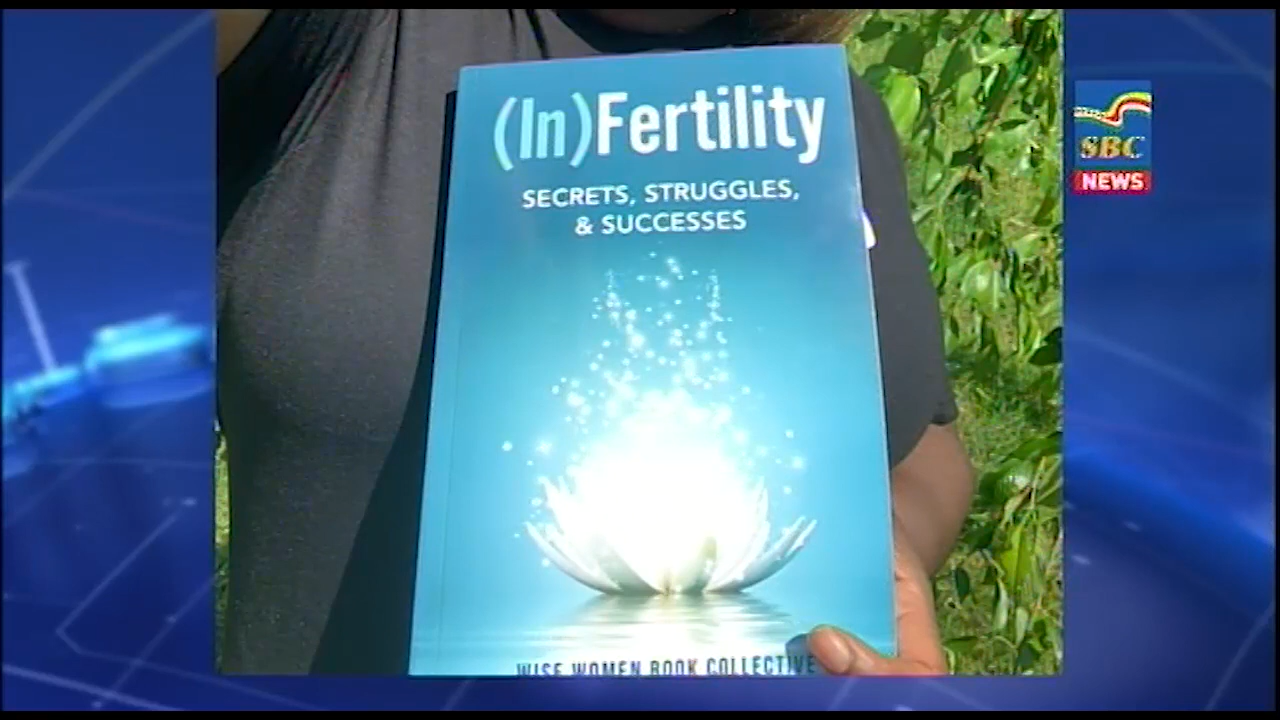 (In)Fertility
SECRETS, STRUGGLES,
& SUCCESSES
WISE WOMEN BOOK COLLECTIVE
SBC
NEWS